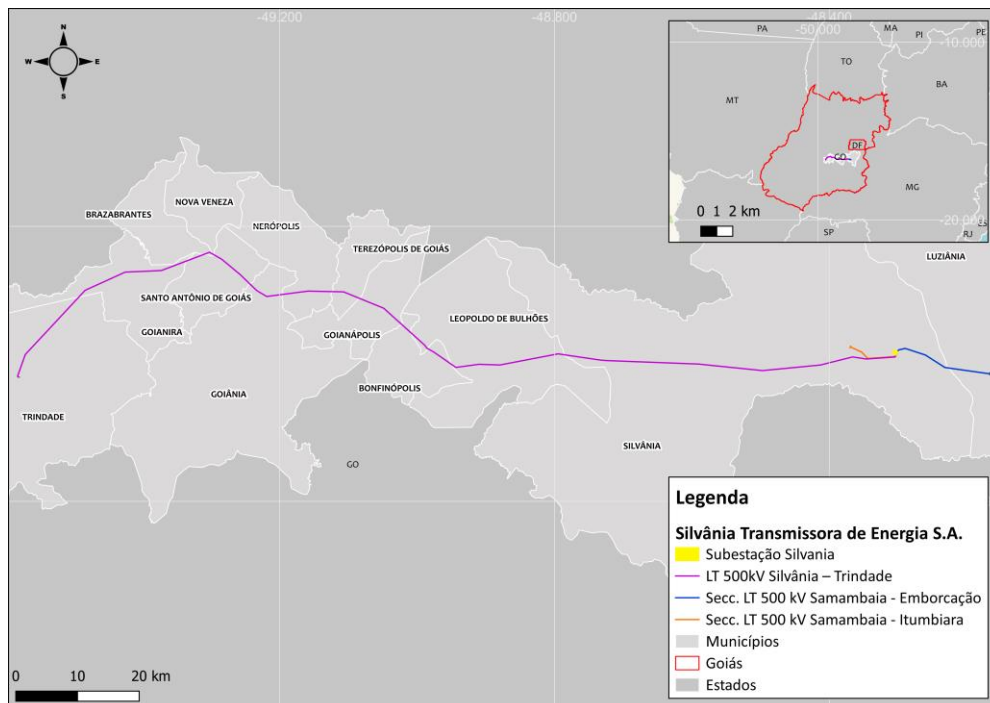 -49.200
-48.800
-48.400
N
W
E
S
-50.000
-10.000
PA
MA
PI
PE
TO
BA
MT
DF
GO
MG
0 1 2 km
-20.000
SP
ES
RJ
BRAZABRANTES
NOVA VENEZA
NERÓPOLIS
TEREZÓPOLIS DE GOIÁS
LUZIÂNIA
SANTO ANTÔNIO DE GOIÁS
LEOPOLDO DE BULHÕES
GOIANIRA
GOIANÁPOLIS
GOIÂNIA
BONFINÓPOLIS
TRINDADE
SILVÂNIA
GO
Legenda
Silvânia Transmissora de Energia S.A.
Subestação Silvania
LT 500kV Silvânia – Trindade
Secc. LT 500 kV Samambaia - Emborcação
Secc. LT 500 kV Samambaia - Itumbiara
Municípios
Goiás
Estados
0 10 20 km